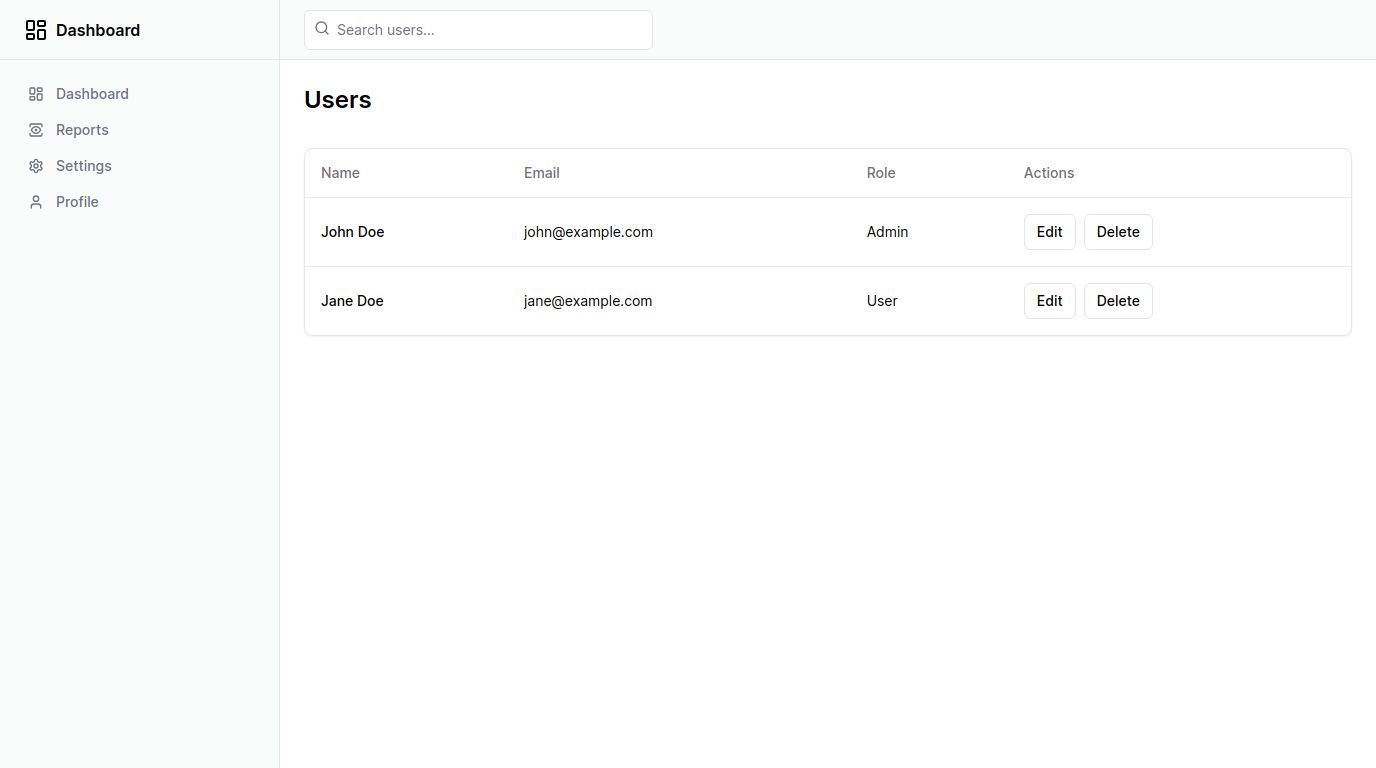 Dashboard
Search users...
Dashboard
Reports
Settings
Profile
Users
Name Email Role Actions
John Doe john@example.com Admin Edit Delete
Jane Doe jane@example.com User Edit Delete